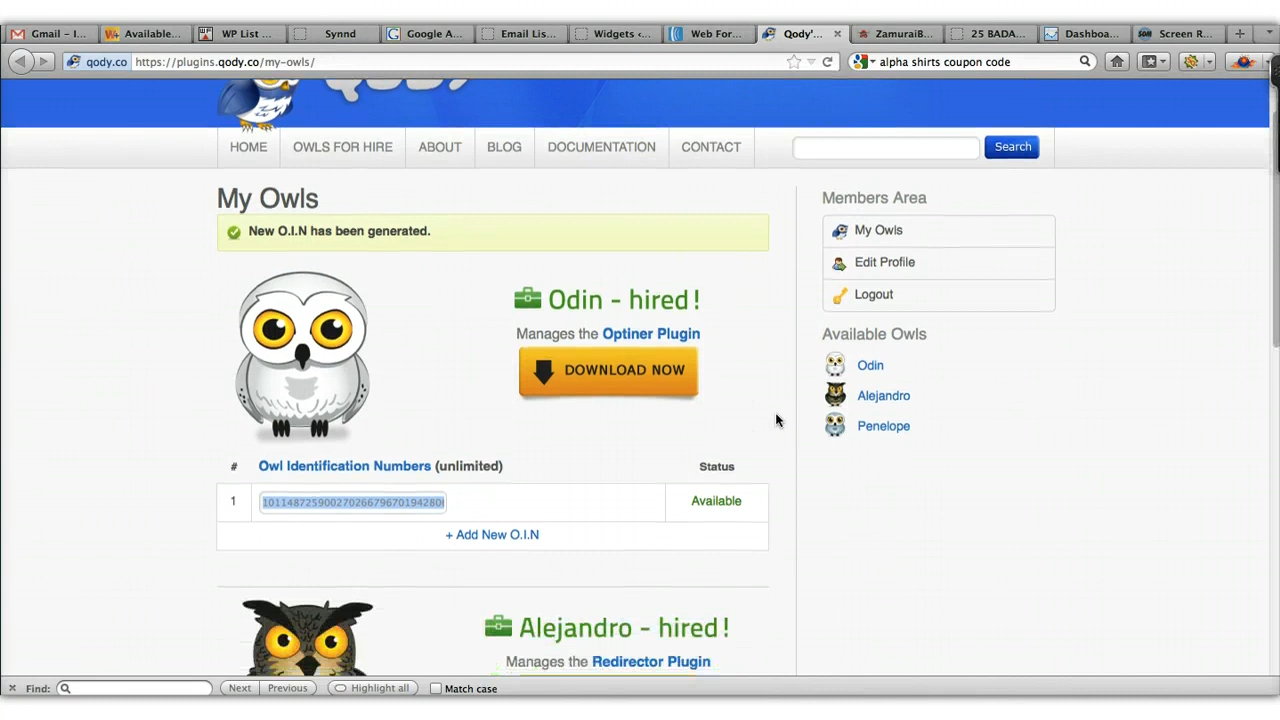 Gmail - I...
Available...
WP List ...
Synnd
Google A...
Email Lis...
Widgets ‹...
Web For...
Qody'...
ZamuraiB...
25 BADA...
Dashboa...
Screen R...
qody.co
https://plugins.qody.co/my-owls/
alpha shirts coupon code
HOME
OWLS FOR HIRE
ABOUT
BLOG
DOCUMENTATION
CONTACT
Search
My Owls
New O.I.N has been generated.
Odin - hired!
Manages the Optiner Plugin
DOWNLOAD NOW
# Owl Identification Numbers (unlimited) Status
1 Available
+ Add New O.I.N
Alejandro - hired!
Manages the Redirector Plugin
Members Area
My Owls
Edit Profile
Logout
Available Owls
Odin
Alejandro
Penelope
Find:
Next
Previous
Highlight all
Match case